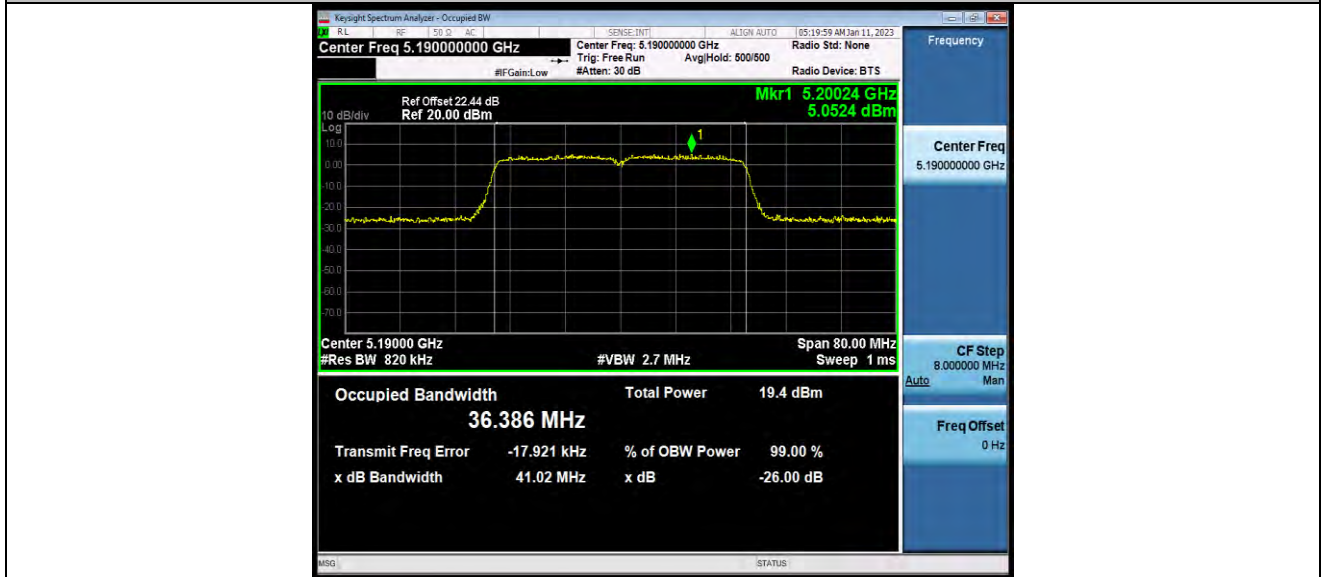 Keysight Spectrum Analyzer - Occupied BW
RL RF 50 Ω AC SENSE:INT ALIGN AUTO 05:19:59 AM Jan 11, 2023
Center Freq 5.190000000 GHz
Center Freq: 5.190000000 GHz
Radio Std: None
Trig: Free Run Avg|Hold: 500/500
#IFGain:Low
#Atten: 30 dB
Radio Device: BTS
Frequency
Mkr1 5.20024 GHz
5.0524 dBm
Ref Offset 22.44 dB
10 dB/div Ref 20.00 dBm
Log
10.0
0.00
-10.0
-20.0
-30.0
-40.0
-50.0
-60.0
-70.0
1
Center 5.19000 GHz Span 80.00 MHz
#Res BW 820 kHz #VBW 2.7 MHz Sweep 1 ms
Occupied Bandwidth Total Power 19.4 dBm
36.386 MHz
Transmit Freq Error -17.921 kHz % of OBW Power 99.00 %
x dB Bandwidth 41.02 MHz x dB -26.00 dB
Center Freq
5.190000000 GHz
CF Step
8.000000 MHz
Auto Man
Freq Offset
0 Hz
MSG STATUS